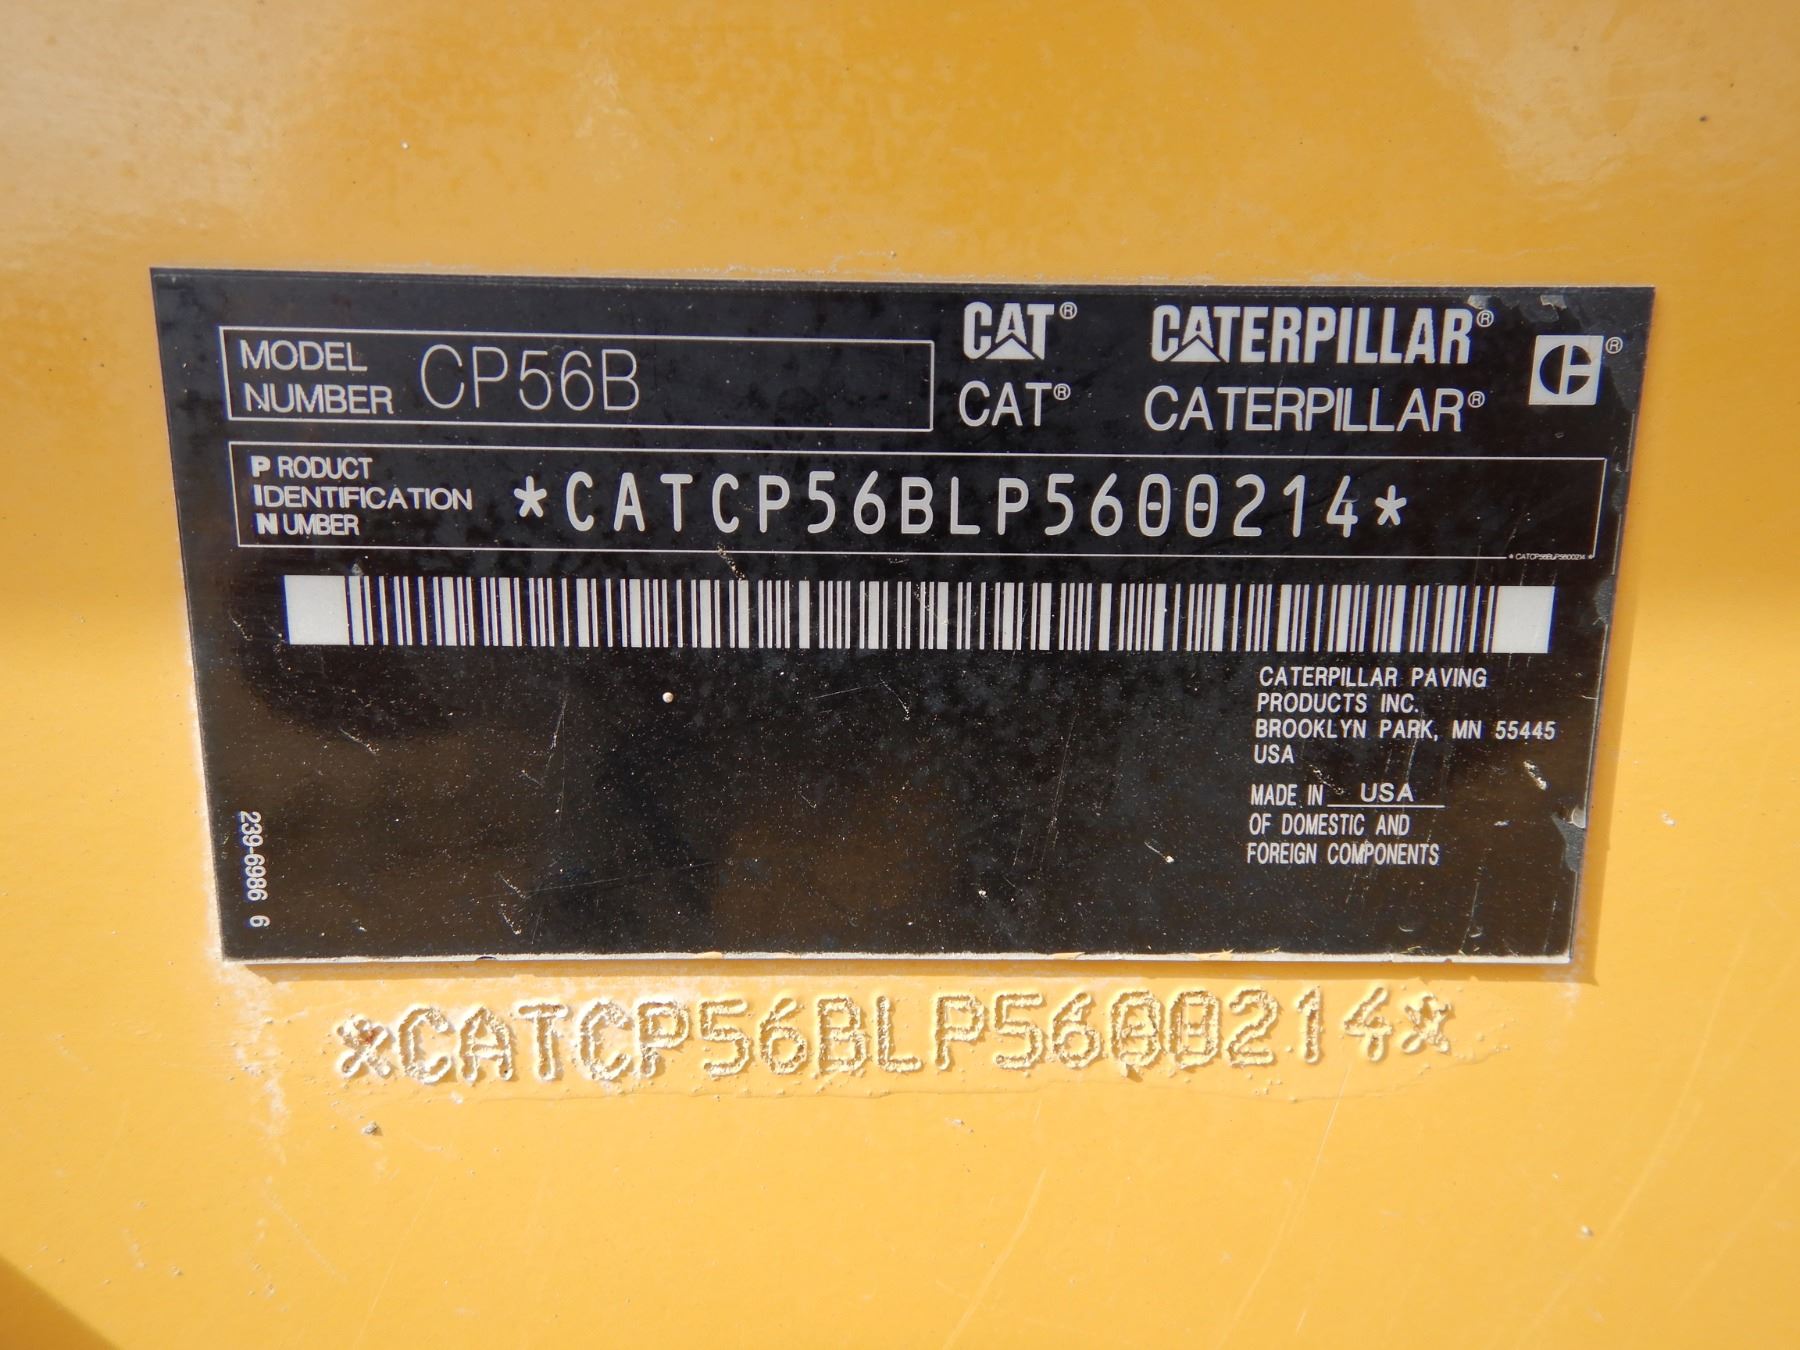 MODEL NUMBER CP56B
CAT® CATERPILLAR® ®
CAT® CATERPILLAR®
PRODUCT
IDENTIFICATION
NUMBER
*CATCP56BLP5600214*
*CATCP56BLP5600214*
CATERPILLAR PAVING
PRODUCTS INC.
BROOKLYN PARK, MN 55445
USA
MADE IN USA
OF DOMESTIC AND
FOREIGN COMPONENTS
239-6986 6
*CATCP56BLP5600214*